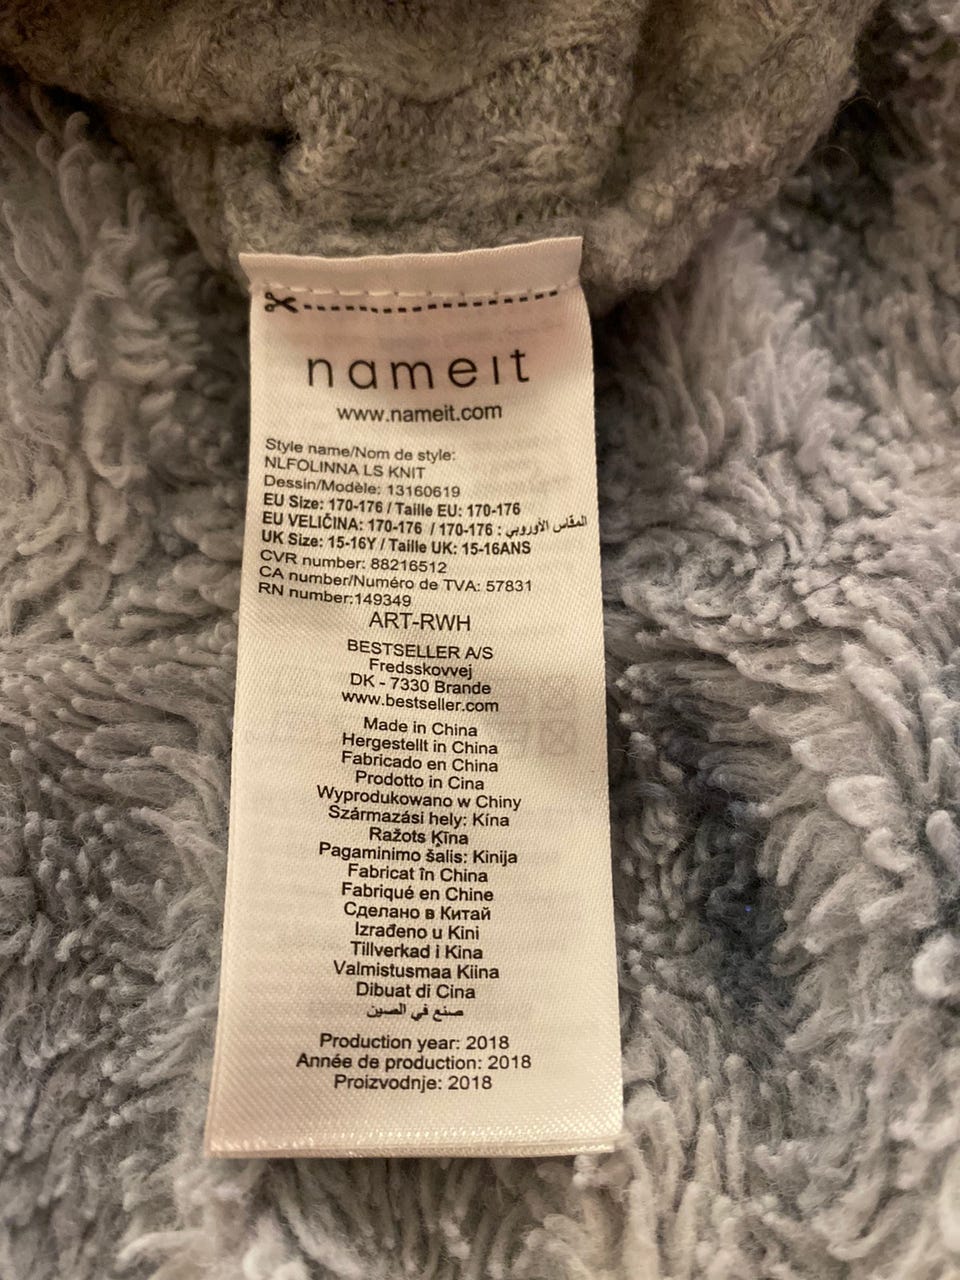 nameit
www.nameit.com
Style name/Nom de style:
NLFOLINNA LS KNIT
Dessin/Modèle: 13160619
EU Size: 170-176 / Taille EU: 170-176
EU VELIČINA: 170-176 / 170-176 : المقاس الأوروبي
UK Size: 15-16Y / Taille UK: 15-16ANS
CVR number: 88216512
CA number/Numéro de TVA: 57831
RN number:149349
ART-RWH
BESTSELLER A/S
Fredsskovvej
DK - 7330 Brande
www.bestseller.com
Made in China
Hergestellt in China
Fabricado en China
Prodotto in Cina
Wyprodukowano w Chiny
Származási hely: Kína
Ražots Ķīna
Pagaminimo šalis: Kinija
Fabricat în China
Fabriqué en Chine
Сделано в Китай
Izrađeno u Kini
Tillverkad i Kina
Valmistusmaa Kiina
Dibuat di Cina
صنع في الصين
Production year: 2018
Année de production: 2018
Proizvodnje: 2018